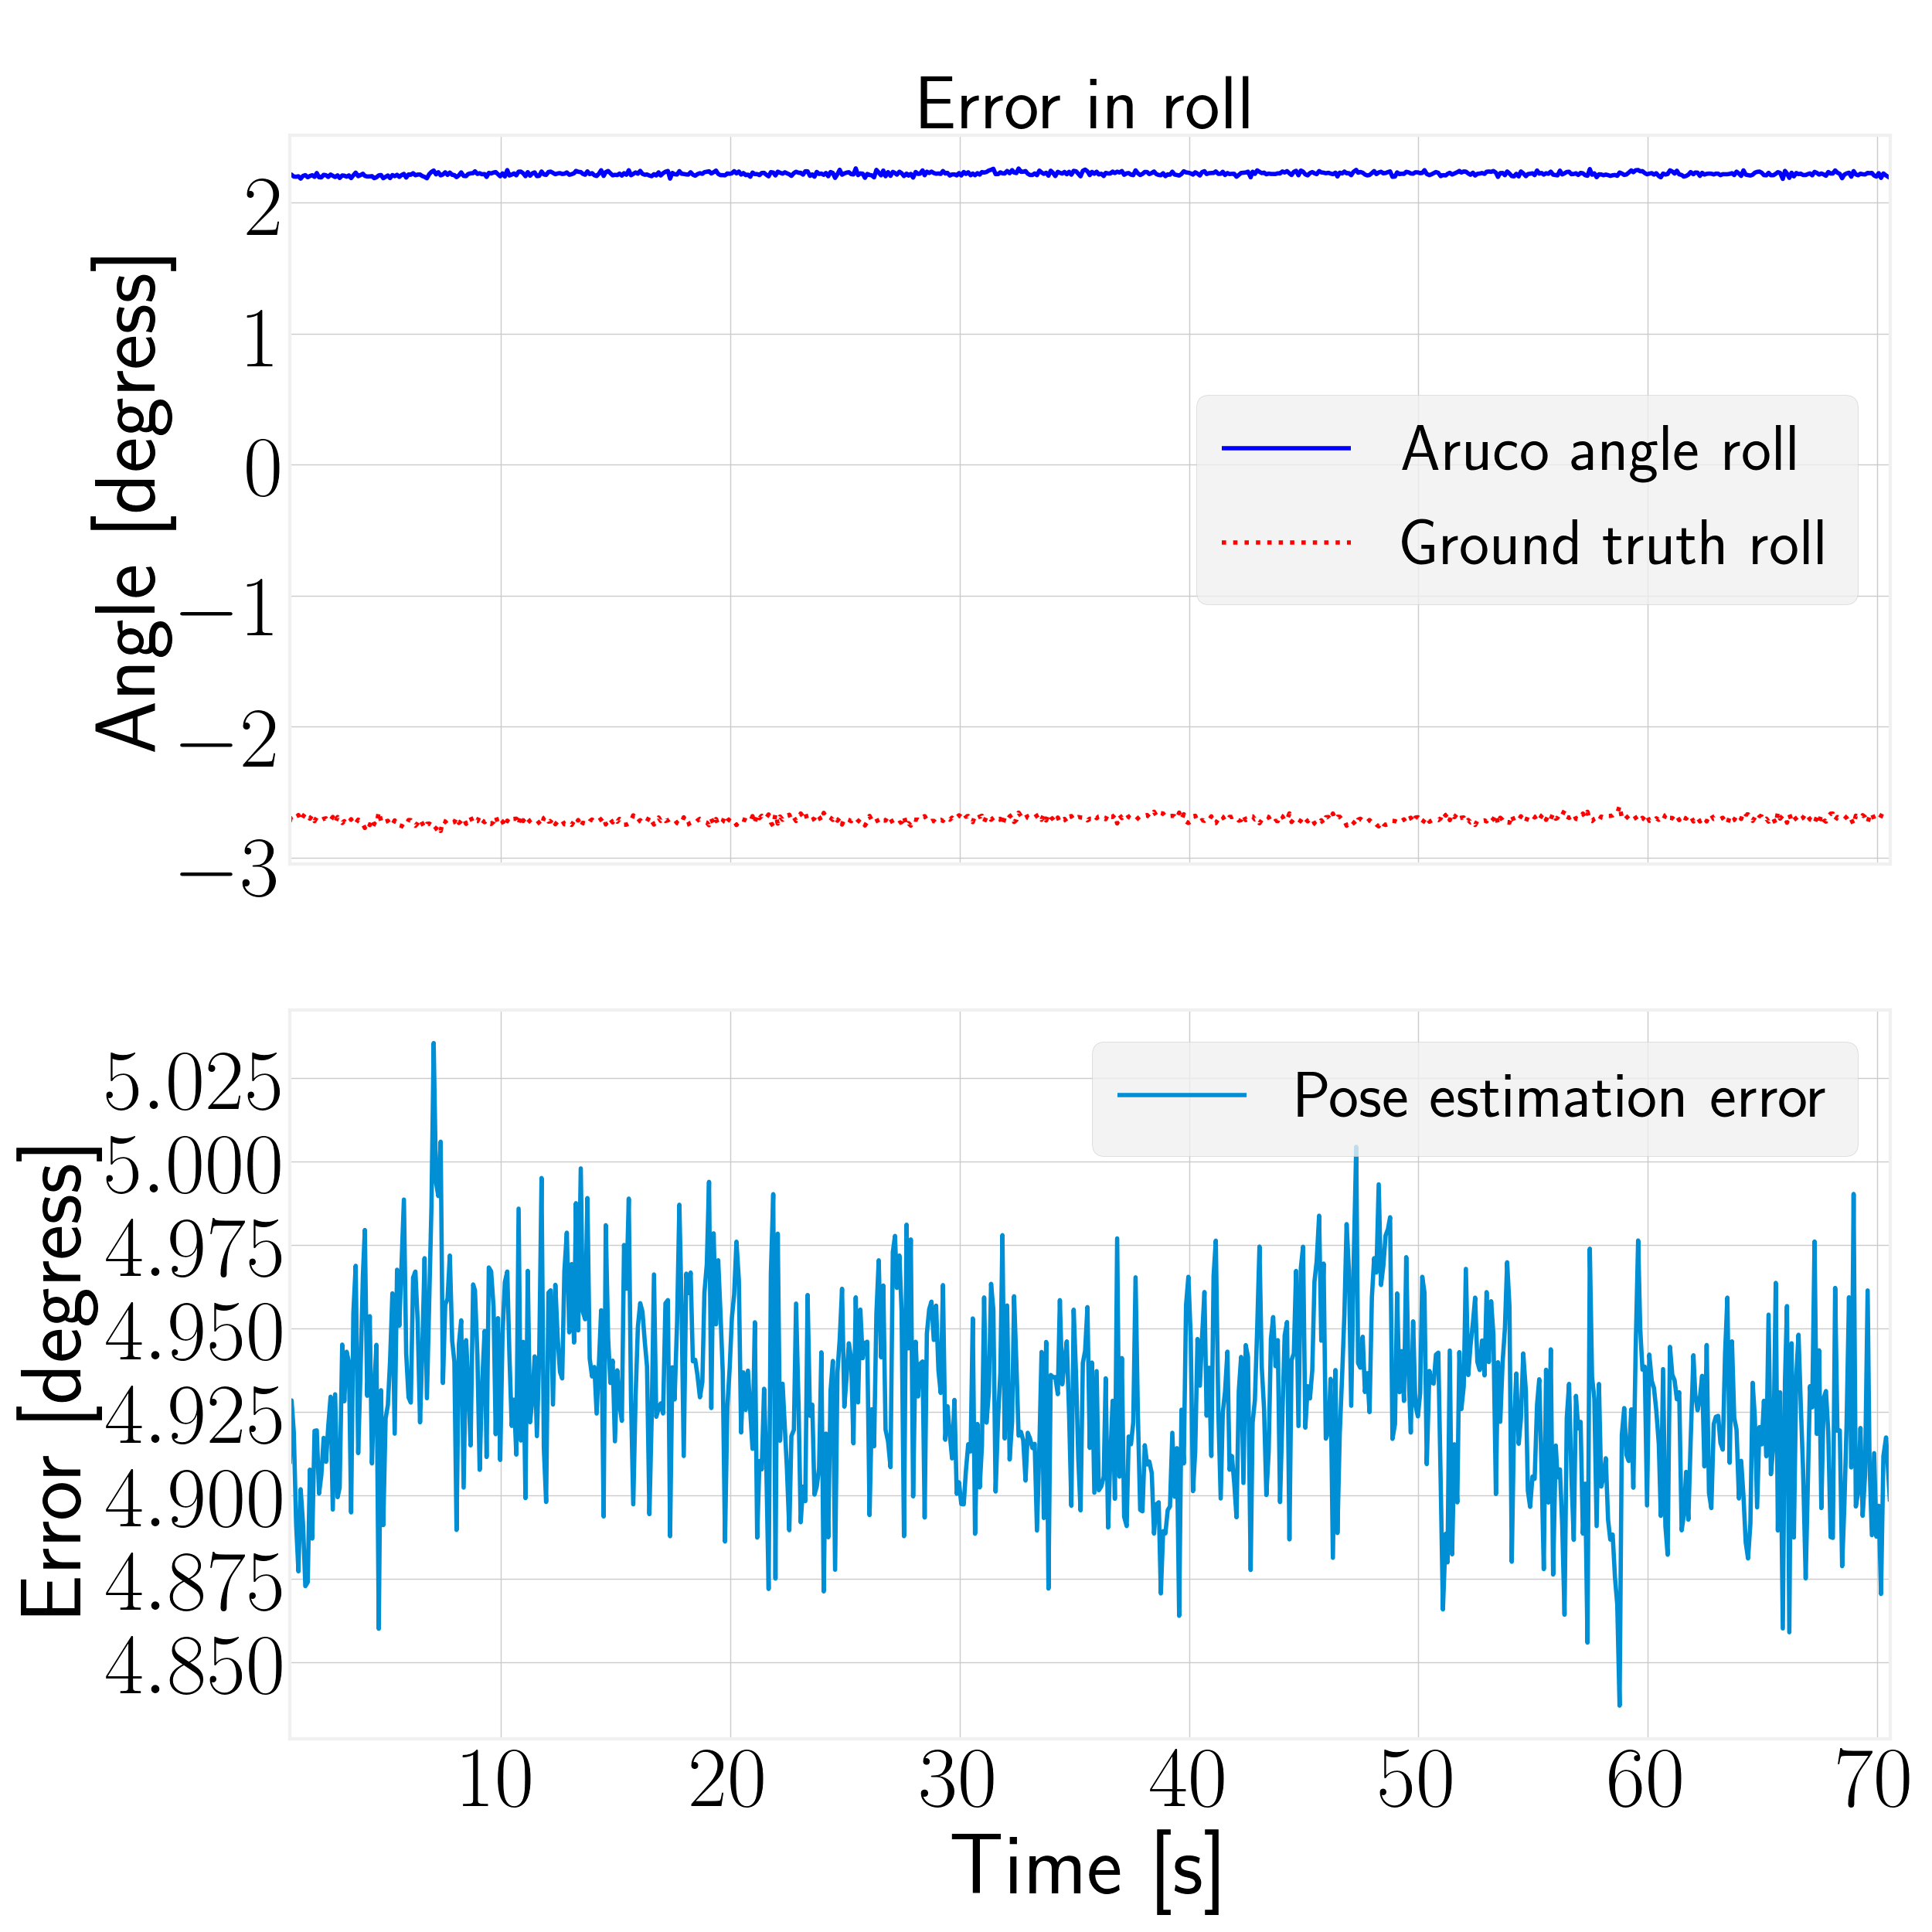 Error in roll
Angle [degress]
2
1
0
−1
−2
−3
Aruco angle roll
Ground truth roll
Error [degress]
5.025
5.000
4.975
4.950
4.925
4.900
4.875
4.850
Pose estimation error
10 20 30 40 50 60 70
Time [s]